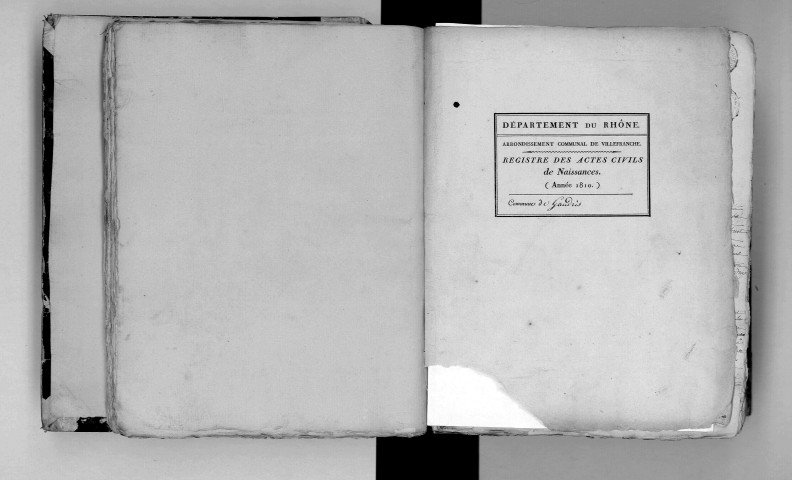 DÉPARTEMENT DU RHÔNE.
ARRONDISSEMENT COMMUNAL DE VILLEFRANCHE.
REGISTRE DES ACTES CIVILS
de Naissances.
( Année 1810. )
Commune de